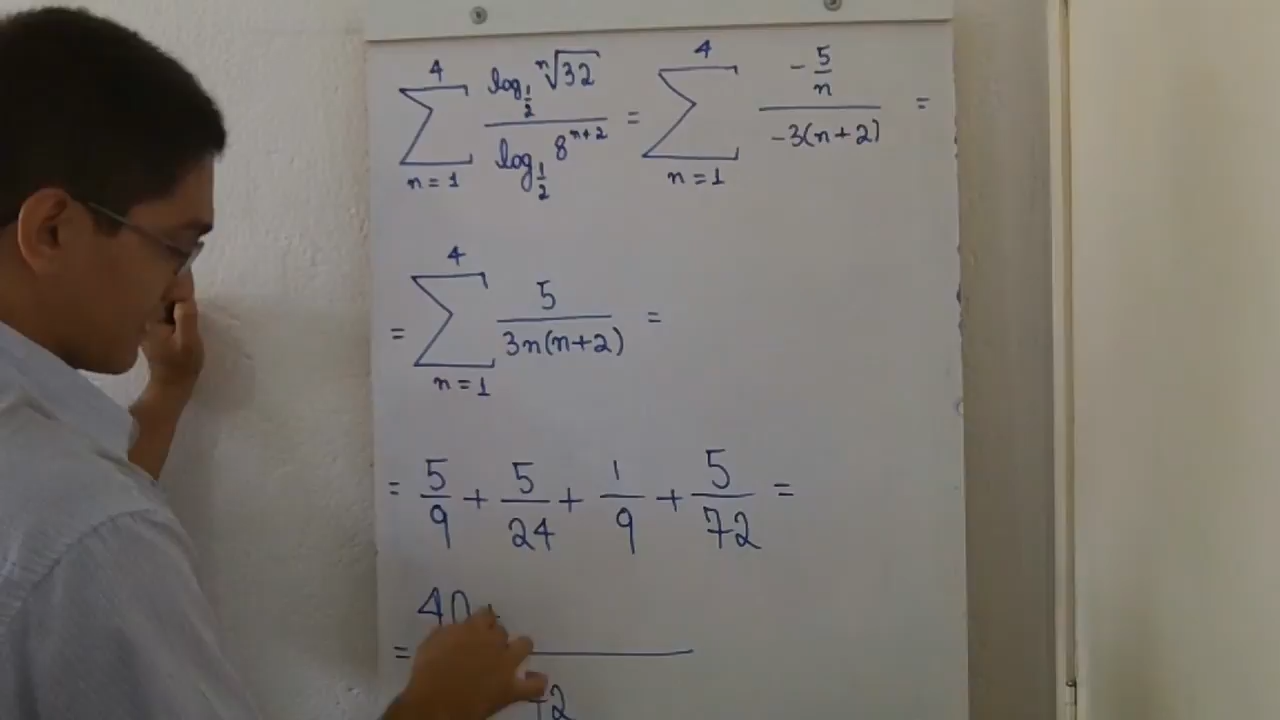 ∑_{n=1}^{4} (log_{1/2} ⁿ√32)/(log_{1/2} 8^{n+2}) = ∑_{n=1}^{4} (-5/n)/(-3(n+2)) =
= ∑_{n=1}^{4} 5/(3n(n+2)) =
= 5/9 + 5/24 + 1/9 + 5/72 =
= 40+